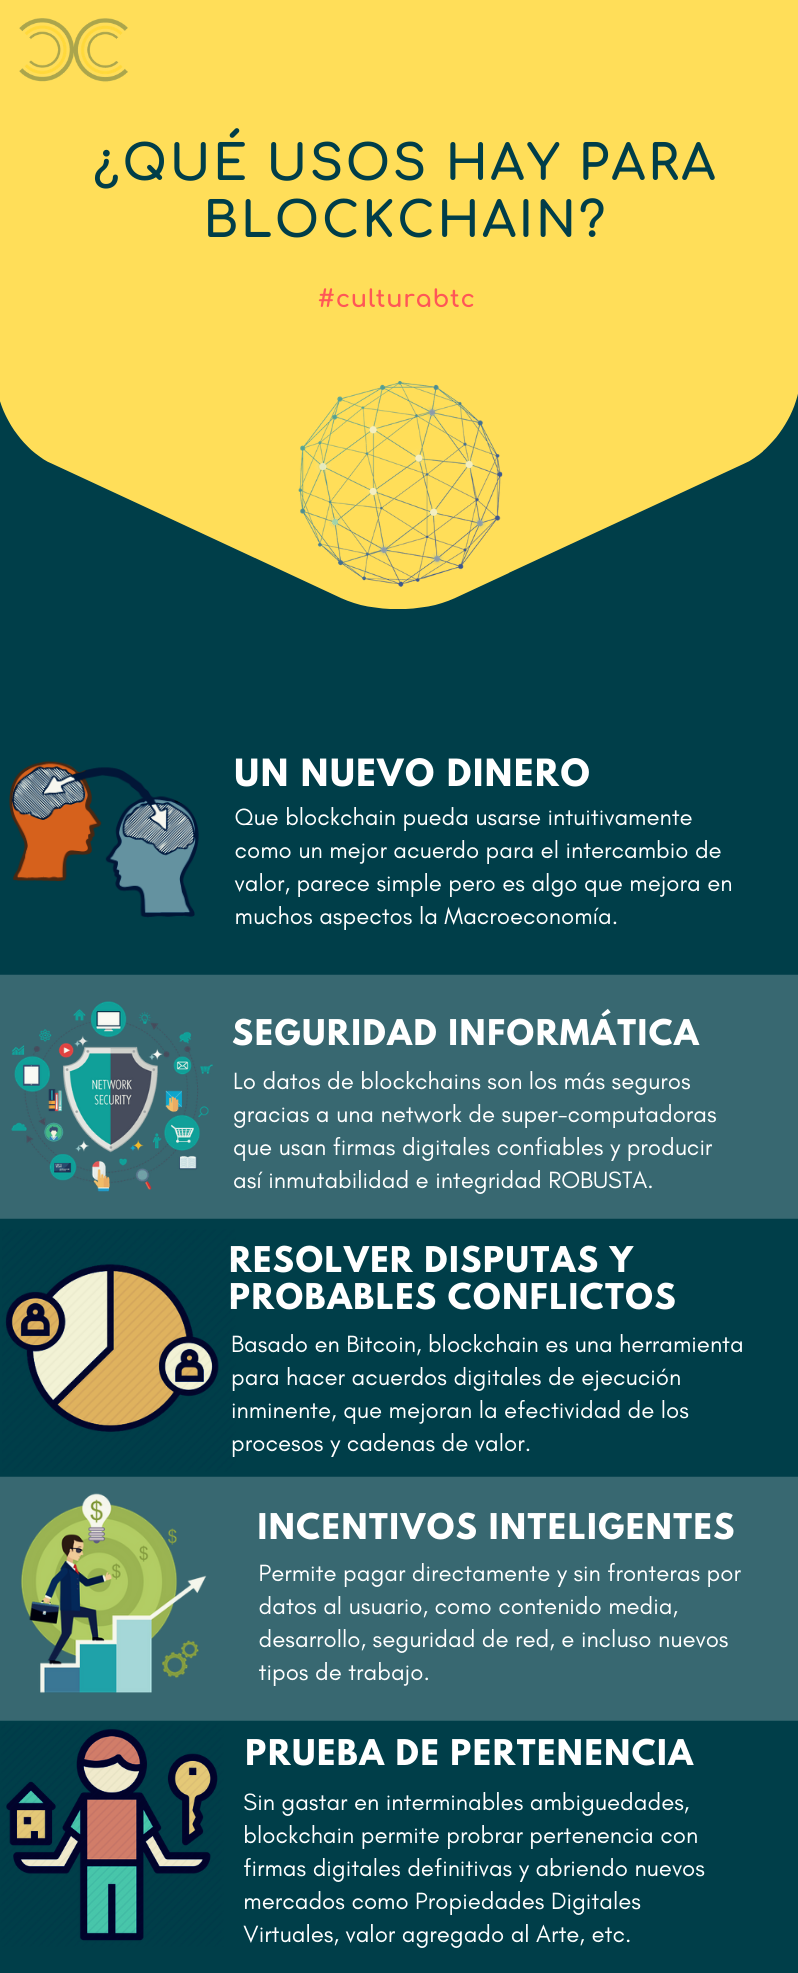 ¿QUÉ USOS HAY PARA
BLOCKCHAIN?
#culturabtc
UN NUEVO DINERO
Que blockchain pueda usarse intuitivamente
como un mejor acuerdo para el intercambio de
valor, parece simple pero es algo que mejora en
muchos aspectos la Macroeconomía.
NETWORK
SECURITY
SEGURIDAD INFORMÁTICA
Lo datos de blockchains son los más seguros
gracias a una network de super-computadoras
que usan firmas digitales confiables y producir
así inmutabilidad e integridad ROBUSTA.
RESOLVER DISPUTAS Y
PROBABLES CONFLICTOS
Basado en Bitcoin, blockchain es una herramienta
para hacer acuerdos digitales de ejecución
inminente, que mejoran la efectividad de los
procesos y cadenas de valor.
INCENTIVOS INTELIGENTES
Permite pagar directamente y sin fronteras por
datos al usuario, como contenido media,
desarrollo, seguridad de red, e incluso nuevos
tipos de trabajo.
PRUEBA DE PERTENENCIA
Sin gastar en interminables ambiguedades,
blockchain permite probrar pertenencia con
firmas digitales definitivas y abriendo nuevos
mercados como Propiedades Digitales
Virtuales, valor agregado al Arte, etc.